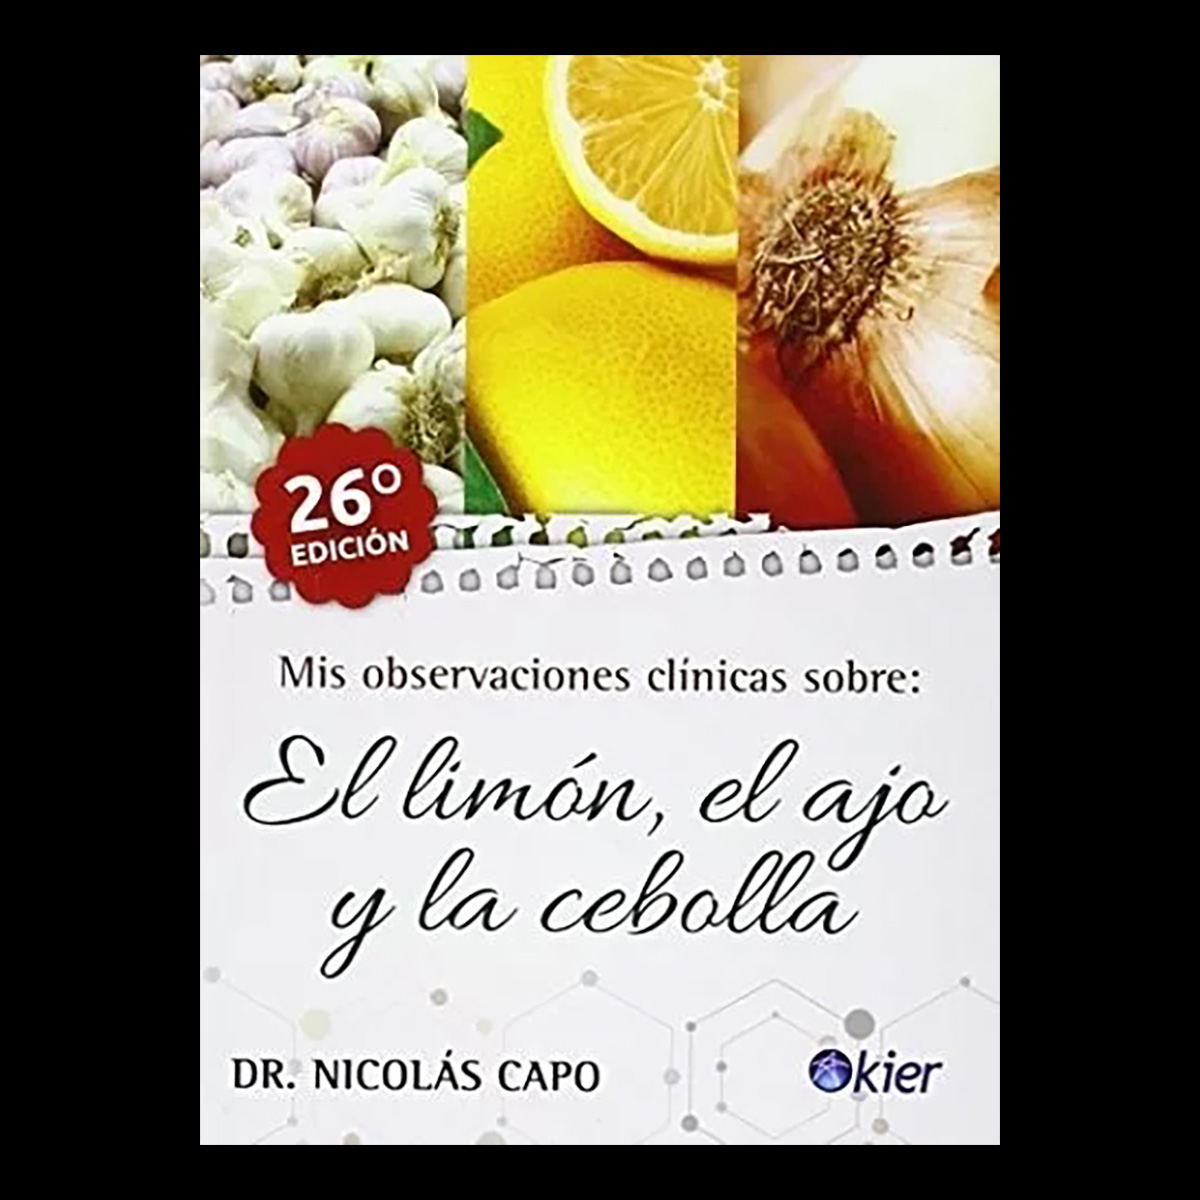 26º
EDICIÓN
Mis observaciones clínicas sobre:
El limón, el ajo
y la cebolla
DR. NICOLÁS CAPO
kier